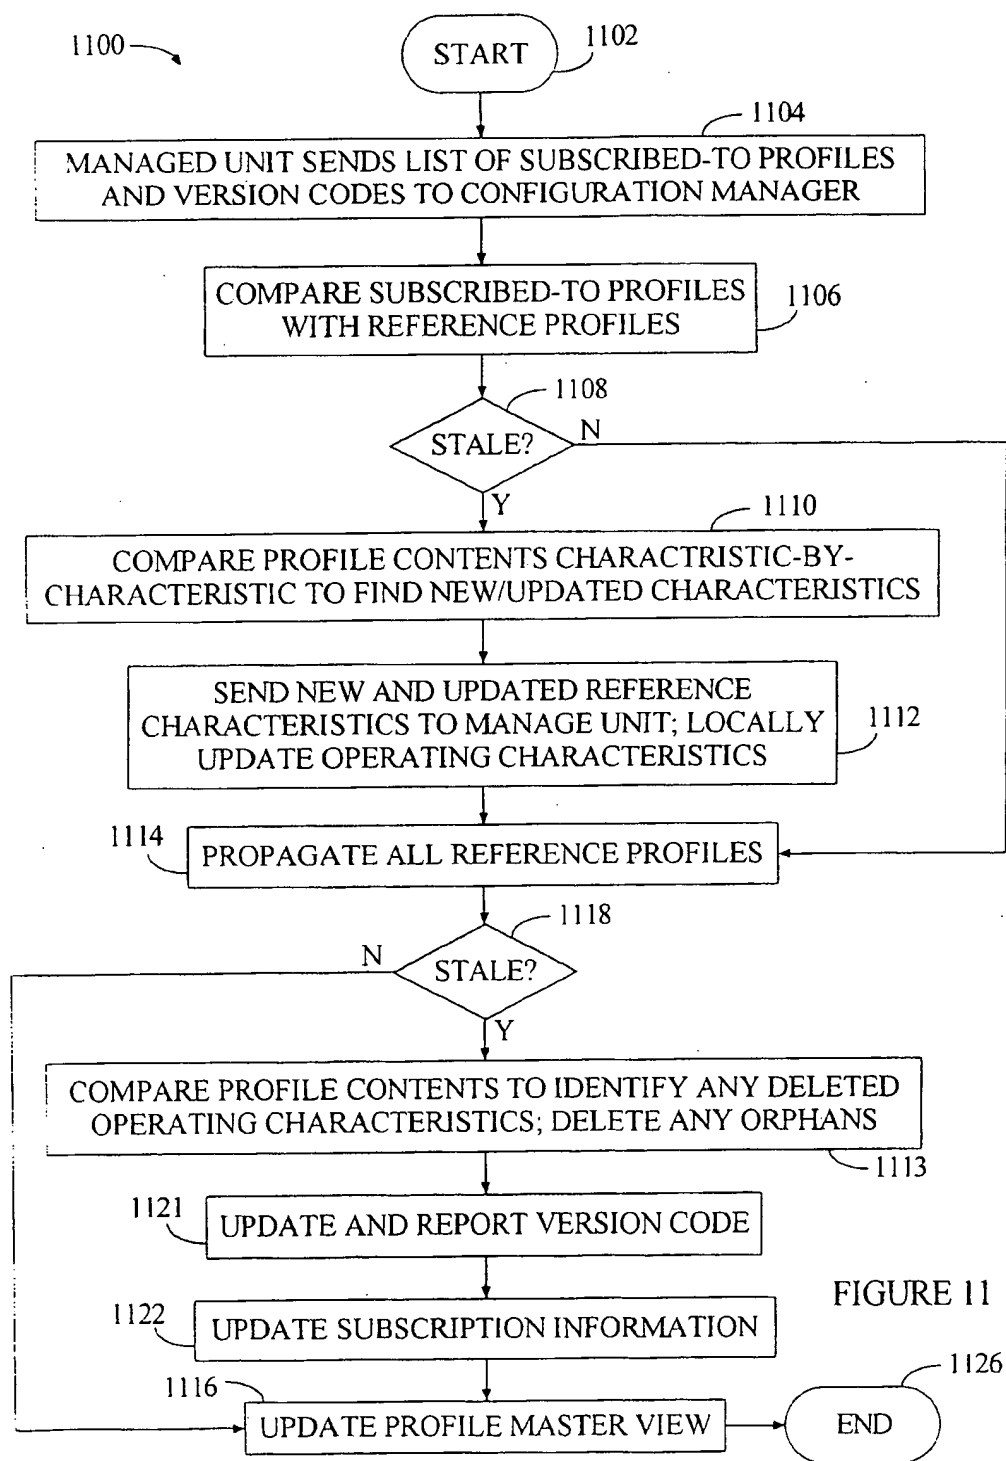 1100
START
1102
1104
MANAGED UNIT SENDS LIST OF SUBSCRIBED-TO PROFILES
AND VERSION CODES TO CONFIGURATION MANAGER
COMPARE SUBSCRIBED-TO PROFILES
WITH REFERENCE PROFILES
1106
1108
STALE?
N
Y
1110
COMPARE PROFILE CONTENTS CHARACTRISTIC-BY-
CHARACTERISTIC TO FIND NEW/UPDATED CHARACTERISTICS
SEND NEW AND UPDATED REFERENCE
CHARACTERISTICS TO MANAGE UNIT; LOCALLY
UPDATE OPERATING CHARACTERISTICS
1112
1114
PROPAGATE ALL REFERENCE PROFILES
1118
N
STALE?
Y
COMPARE PROFILE CONTENTS TO IDENTIFY ANY DELETED
OPERATING CHARACTERISTICS; DELETE ANY ORPHANS
1113
1121
UPDATE AND REPORT VERSION CODE
FIGURE 11
1122
UPDATE SUBSCRIPTION INFORMATION
1116
UPDATE PROFILE MASTER VIEW
1126
END